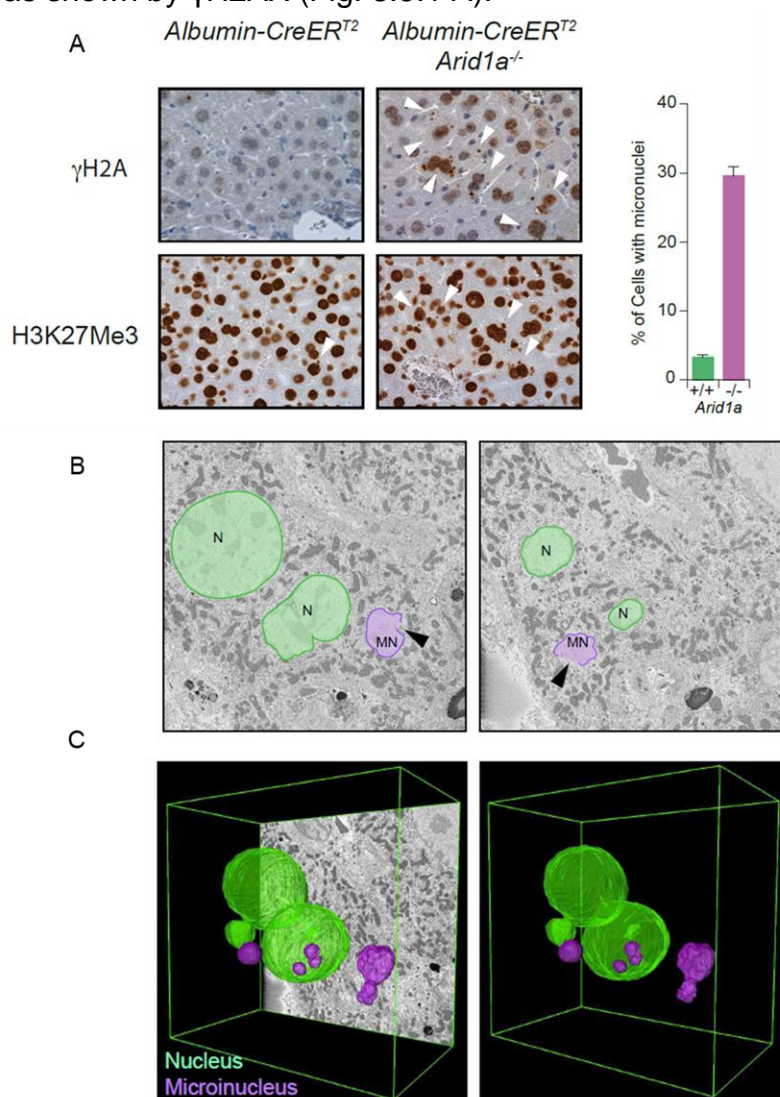 A
Albumin-CreER^T2
Albumin-CreER^T2
Arid1a^-/-
γH2A
H3K27Me3
% of Cells with micronuclei
40
30
20
10
0
+/+ -/-
Arid1a
B
N
N
MN
N
N
MN
C
Nucleus
Microinucleus